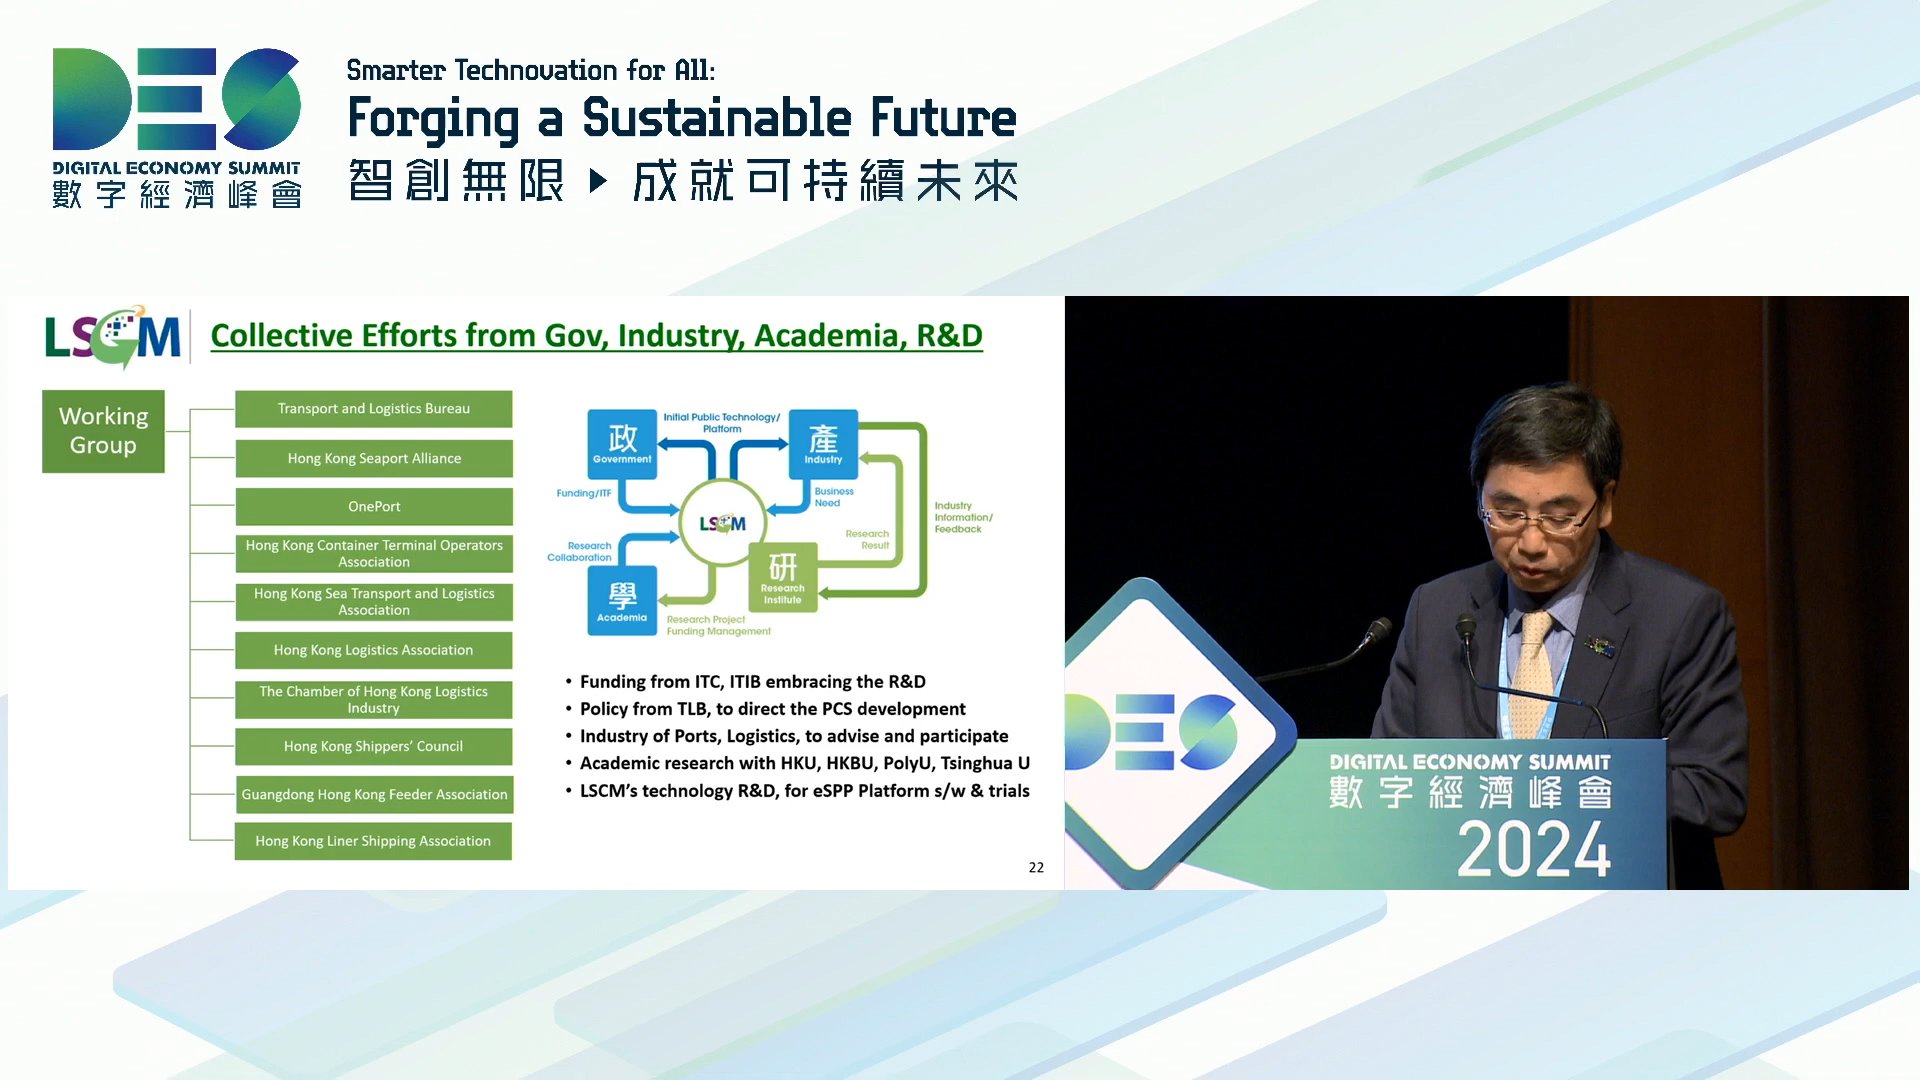 DES
DIGITAL ECONOMY SUMMIT
數字經濟峰會
Smarter Technovation for All:
Forging a Sustainable Future
智創無限 ▶ 成就可持續未來
LSCM
Collective Efforts from Gov, Industry, Academia, R&D
Working
Group
Transport and Logistics Bureau
Hong Kong Seaport Alliance
OnePort
Hong Kong Container Terminal Operators
Association
Hong Kong Sea Transport and Logistics
Association
Hong Kong Logistics Association
The Chamber of Hong Kong Logistics
Industry
Hong Kong Shippers’ Council
Guangdong Hong Kong Feeder Association
Hong Kong Liner Shipping Association
政
Government
Initial Public Technology/
Platform
產
Industry
Funding/ITF
Business
Need
LSCM
Industry
Information/
Feedback
Research
Result
Research
Collaboration
學
Academia
研
Research
Institute
Research Project
Funding Management
• Funding from ITC, ITIB embracing the R&D
• Policy from TLB, to direct the PCS development
• Industry of Ports, Logistics, to advise and participate
• Academic research with HKU, HKBU, PolyU, Tsinghua U
• LSCM’s technology R&D, for eSPP Platform s/w & trials
22
DES
DIGITAL ECONOMY SUMMIT
數字經濟峰會
2024